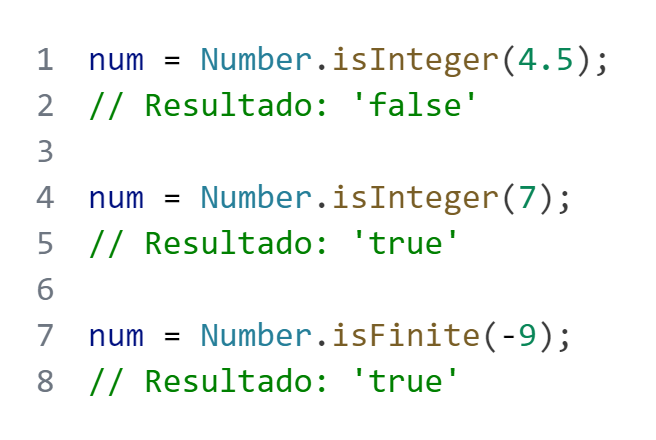 1 num = Number.isInteger(4.5);
2 // Resultado: 'false'
3
4 num = Number.isInteger(7);
5 // Resultado: 'true'
6
7 num = Number.isFinite(-9);
8 // Resultado: 'true'